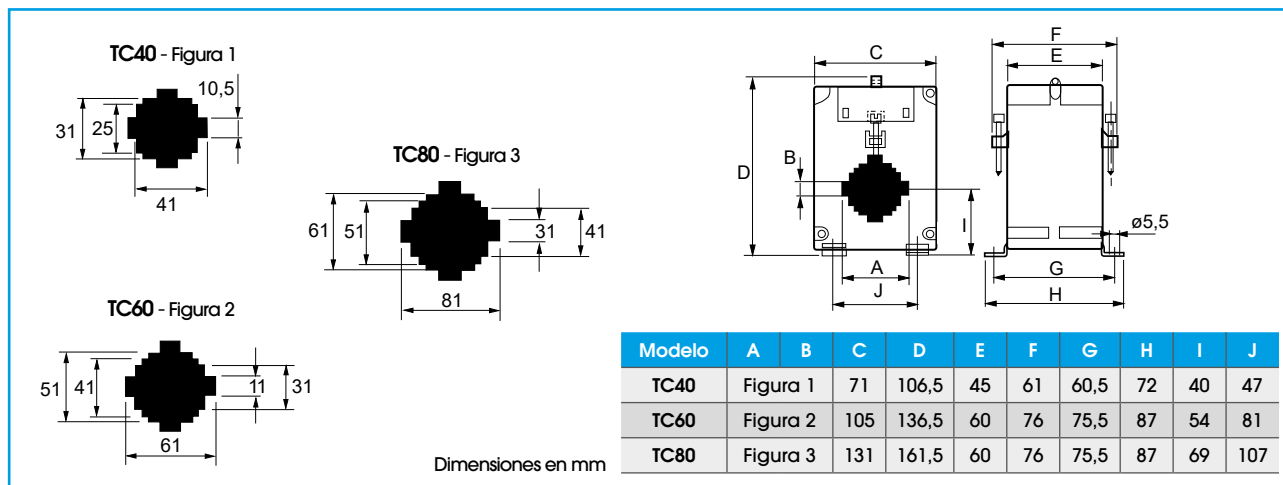 TC40 - Figura 1
10,5
31
25
41
TC80 - Figura 3
61
51
31
41
81
TC60 - Figura 2
51
41
11
31
61
Dimensiones en mm
C
D
B
I
A
J
F
E
ø5,5
G
H
Modelo A B C D E F G H I J
TC40 Figura 1 71 106,5 45 61 60,5 72 40 47
TC60 Figura 2 105 136,5 60 76 75,5 87 54 81
TC80 Figura 3 131 161,5 60 76 75,5 87 69 107